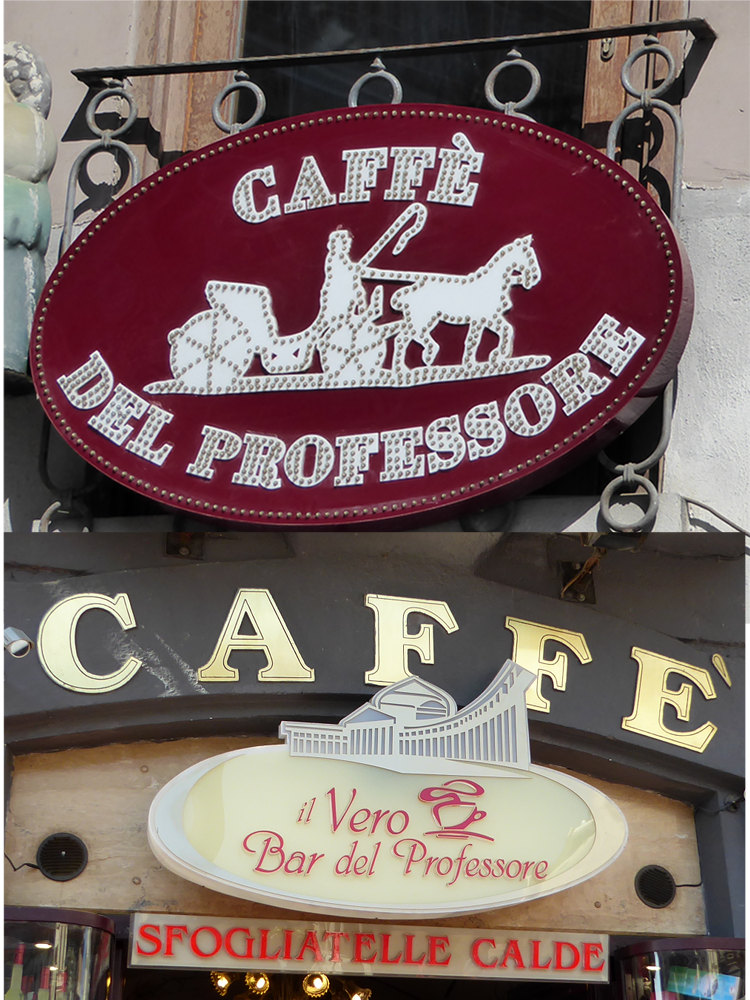 CAFFÈ
DEL PROFESSORE
CAFFE'
il Vero
Bar del Professore
SFOGLIATELLE CALDE